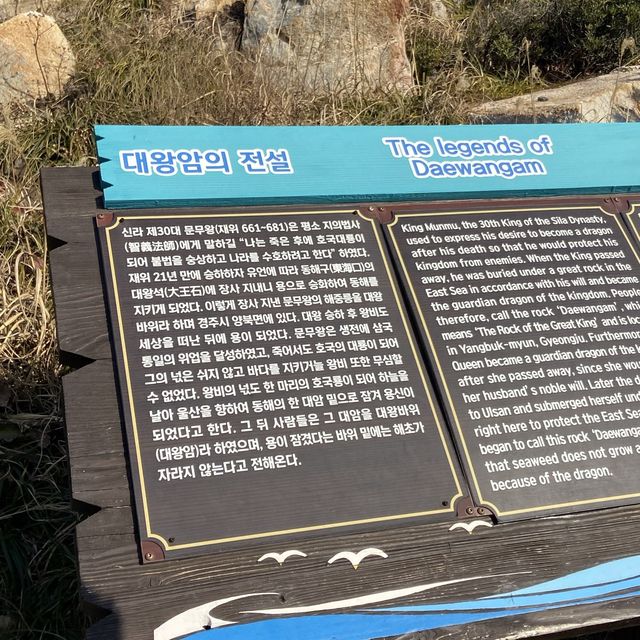 대왕암의 전설
The legends of
Daewangam
신라 제30대 문무왕(재위 661~681)은 평소 지의법사
(智義法師)에게 말하길 “나는 죽은 후에 호국대룡이
되어 불법을 숭상하고 나라를 수호하려고 한다” 하였다.
재위 21년 만에 승하하자 유언에 따라 동해구(東海口)의
대왕석(大王石)에 장사 지내니 용으로 승화하여 동해를
지키게 되었다. 이렇게 장사 지낸 문무왕의 해중릉을 대왕
바위라 하며 경주시 양북면에 있다. 대왕 승하 후 왕비도
세상을 떠난 뒤에 용이 되었다. 문무왕은 생전에 삼국
통일의 위업을 달성하였고, 죽어서도 호국의 대룡이 되어
그의 넋은 쉬지 않고 바다를 지키거늘 왕비 또한 무심할
수 없었다. 왕비의 넋도 한 마리의 호국룡이 되어 하늘을
날아 울산을 향하여 동해의 한 대암 밑으로 잠겨 용신이
되었다고 한다. 그 뒤 사람들은 그 대암을 대왕바위
(대왕암)라 하였으며, 용이 잠겼다는 바위 밑에는 해초가
자라지 않는다고 전해온다.
King Munmu, the 30th King of the Sila Dynasty,
used to express his desire to become a dragon
after his death so that he would protect his
Kingdom from enemies. When the King passed
away, he was buried under a great rock in the
East Sea in accordance with his will and became
the guardian dragon of the kingdom.
therefore, call the rock 'Daewangam', wh
means 'The Rock of the Great King' and is lo
in Yangbuk-myun, Gyeongju.
Queen became a guardian dragon of the
after she passed away, since she wou
her husband's noble will. Later the
to Ulsan and submerged herself und
right here to protect the East Sea
began to call this rock 'Daewanga
that seaweed does not grow a
because of the dragon.